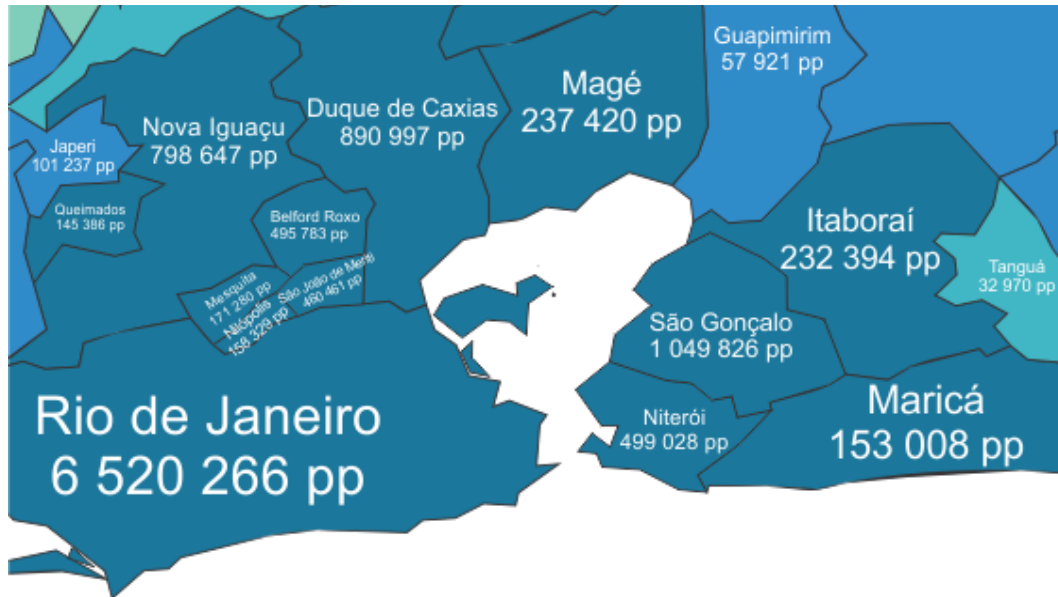 Guapimirim
57 921 pp
Magé
237 420 pp
Duque de Caxias
890 997 pp
Nova Iguaçu
798 647 pp
Japeri
101 237 pp
Queimados
145 386 pp
Belford Roxo
495 783 pp
Itaboraí
232 394 pp
Tanguá
32 970 pp
Mesquita
171 280 pp
São João de Meriti
460 461 pp
Nilópolis
158 329 pp
São Gonçalo
1 049 826 pp
Rio de Janeiro
6 520 266 pp
Niterói
499 028 pp
Maricá
153 008 pp